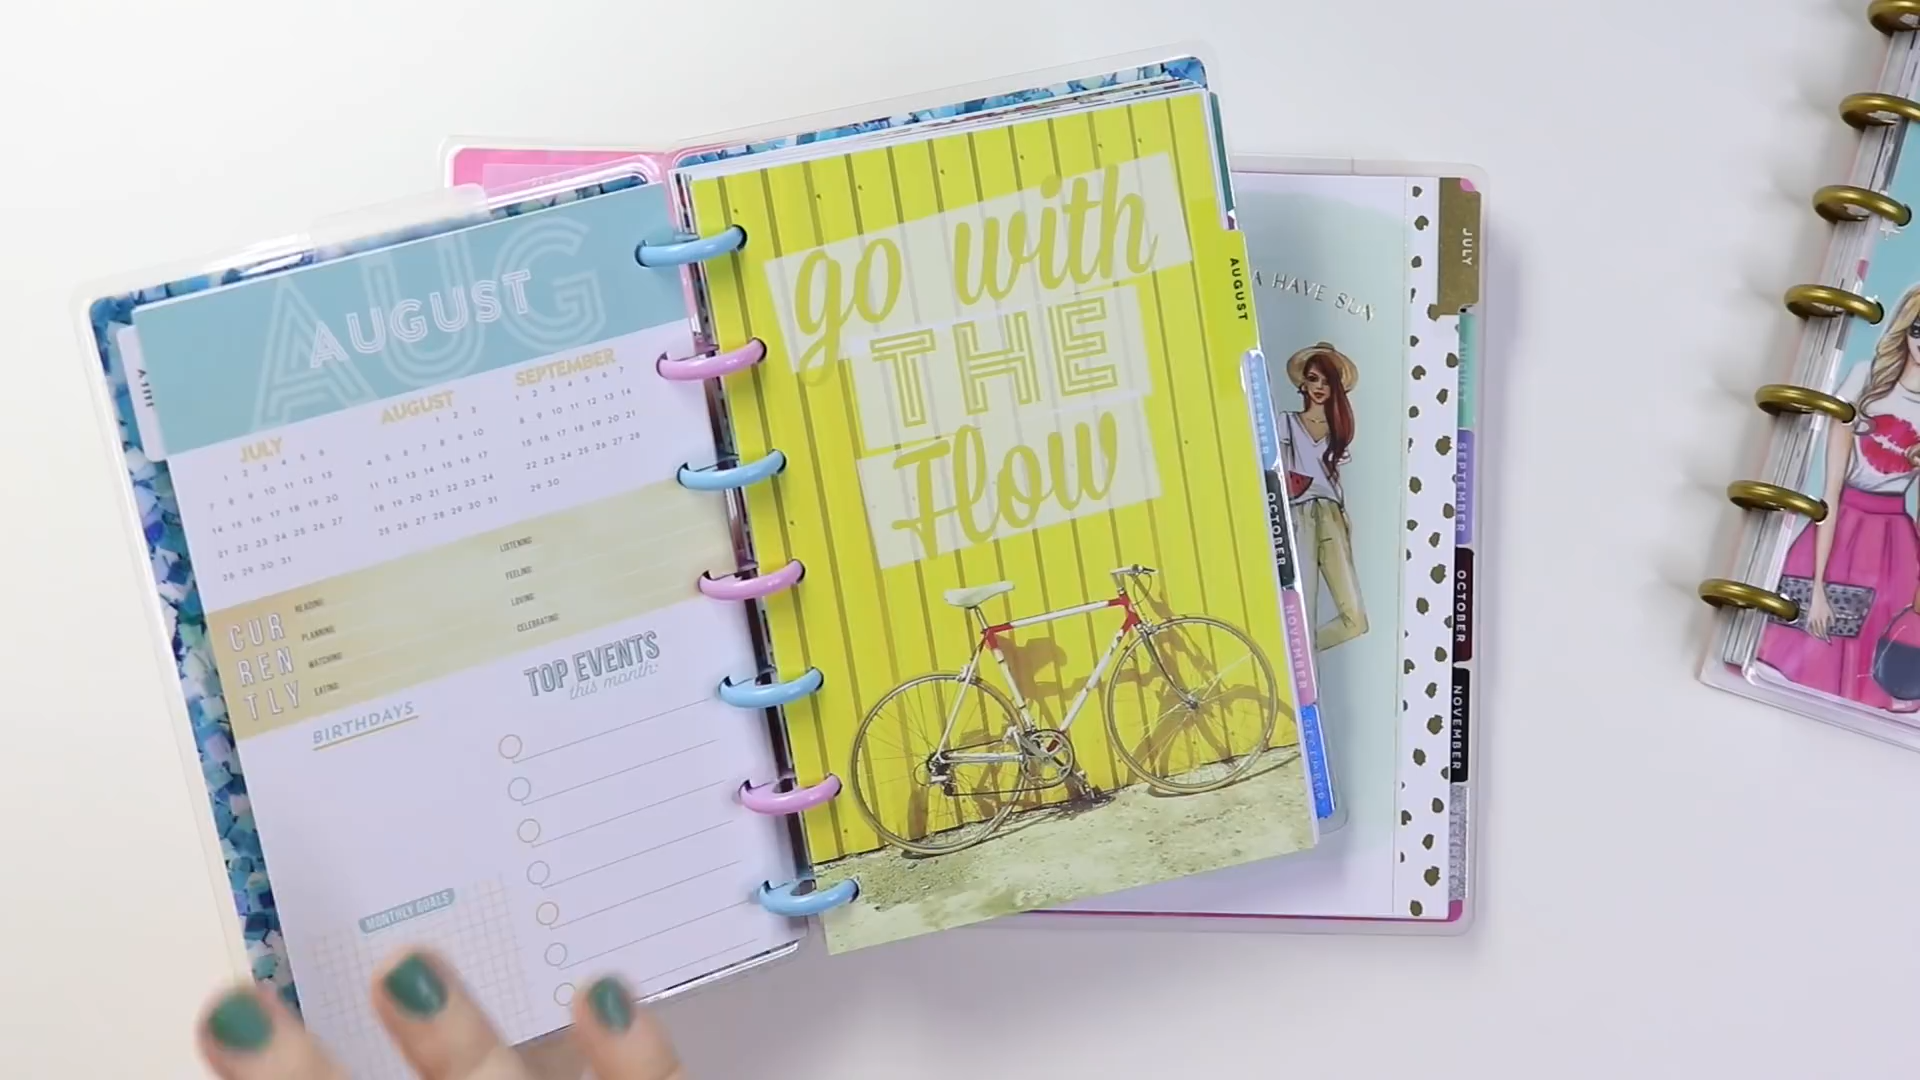 AUG
AUGUST
JULY
1 2 3 4 5 6
7 8 9 10 11 12 13
14 15 16 17 18 19 20
21 22 23 24 25 26 27
28 29 30 31
AUGUST
1 2 3
4 5 6 7 8 9 10
11 12 13 14 15 16 17
18 19 20 21 22 23 24
25 26 27 28 29 30 31
SEPTEMBER
1 2 3 4 5 6 7
8 9 10 11 12 13 14
15 16 17 18 19 20 21
22 23 24 25 26 27 28
29 30
CUR
REN
TLY
READING:
PLANNING:
WATCHING:
EATING:
LISTENING:
FEELING:
LOVING:
CELEBRATING:
BIRTHDAYS
TOP EVENTS
this month:
MONTHLY GOALS
go with
THE
Flow
AUGUST
SEPTEMBER
OCTOBER
NOVEMBER
DECEMBER
HAVE
JULY
AUGUST
SEPTEMBER
OCTOBER
NOVEMBER